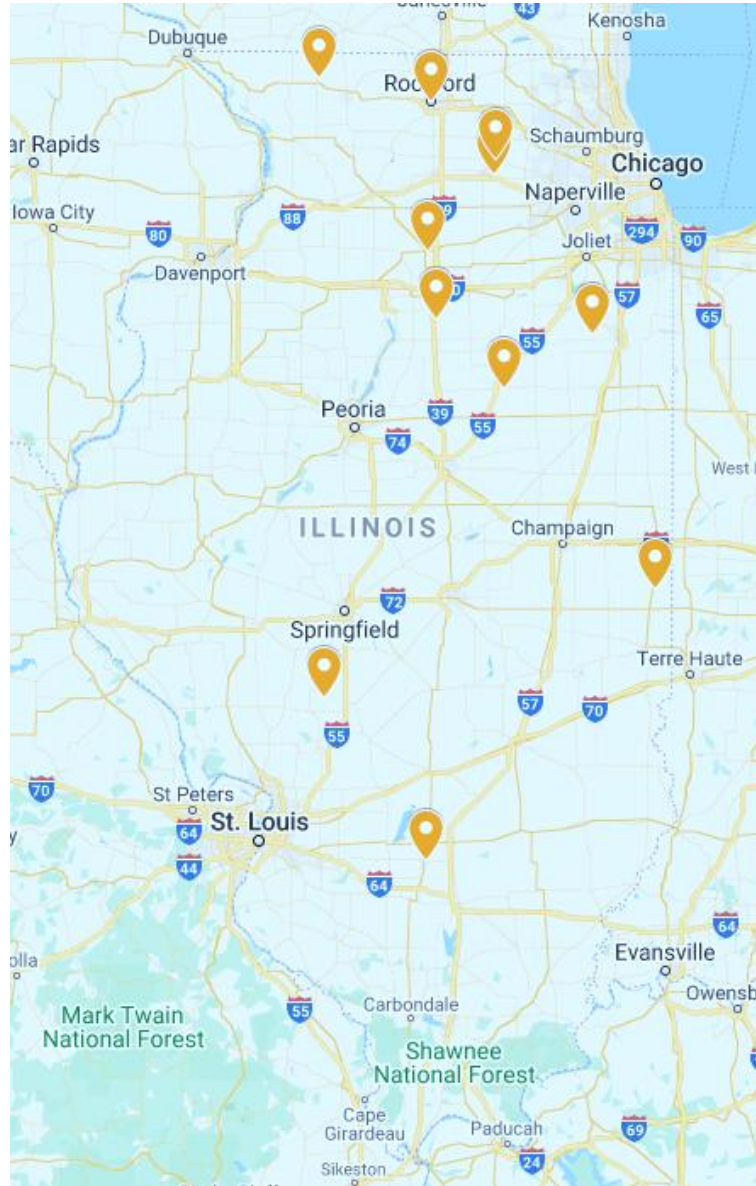 43
Kenosha
Dubuque
Rockford
Schaumburg
ar Rapids
Chicago
Naperville
Iowa City
88
80
294
90
Joliet
Davenport
57
65
55
Peoria
39
55
74
West
ILLINOIS
Champaign
72
Springfield
Terre Haute
57
70
55
70
St Peters
64
St. Louis
44
64
64
Evansville
olla
Owensb
55
Carbondale
Mark Twain
National Forest
Shawnee
National Forest
Cape
Girardeau
Paducah
69
24
Sikeston